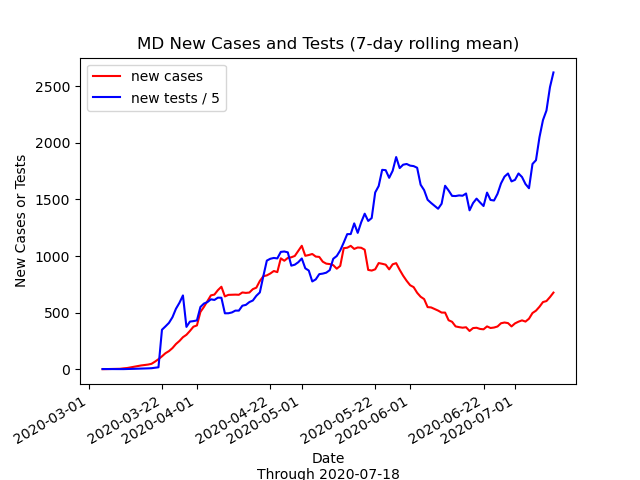 MD New Cases and Tests (7-day rolling mean)
new cases
new tests / 5
New Cases or Tests
2500
2000
1500
1000
500
0
2020-03-01
2020-03-22
2020-04-01
2020-04-22
2020-05-01
2020-05-22
2020-06-01
2020-06-22
2020-07-01
Date
Through 2020-07-18